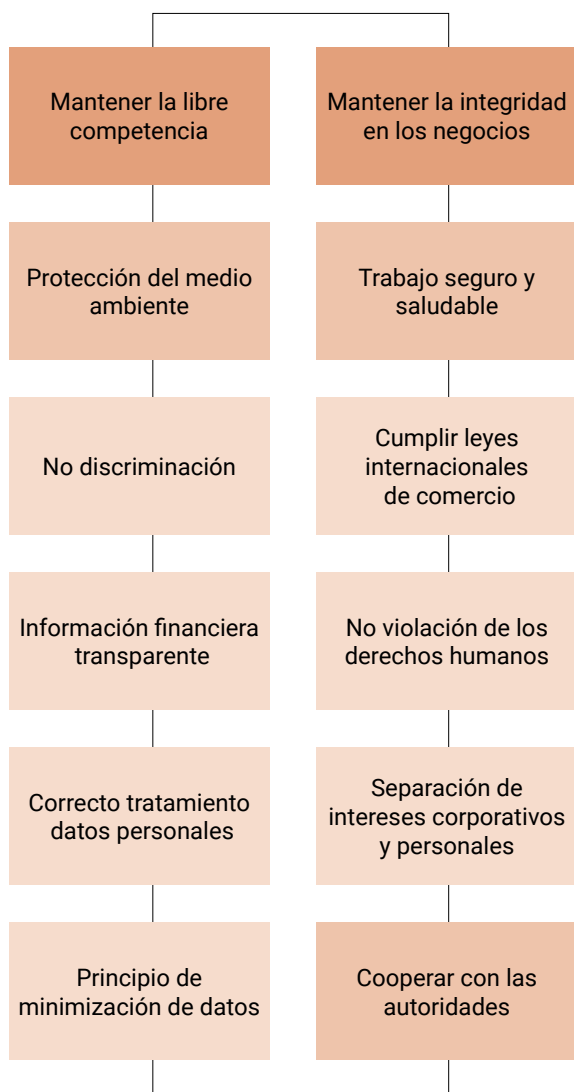 Mantener la libre
competencia
Mantener la integridad
en los negocios
Protección del medio
ambiente
Trabajo seguro y
saludable
No discriminación
Cumplir leyes
internacionales
de comercio
Información financiera
transparente
No violación de los
derechos humanos
Correcto tratamiento
datos personales
Separación de
intereses corporativos
y personales
Principio de
minimización de datos
Cooperar con las
autoridades